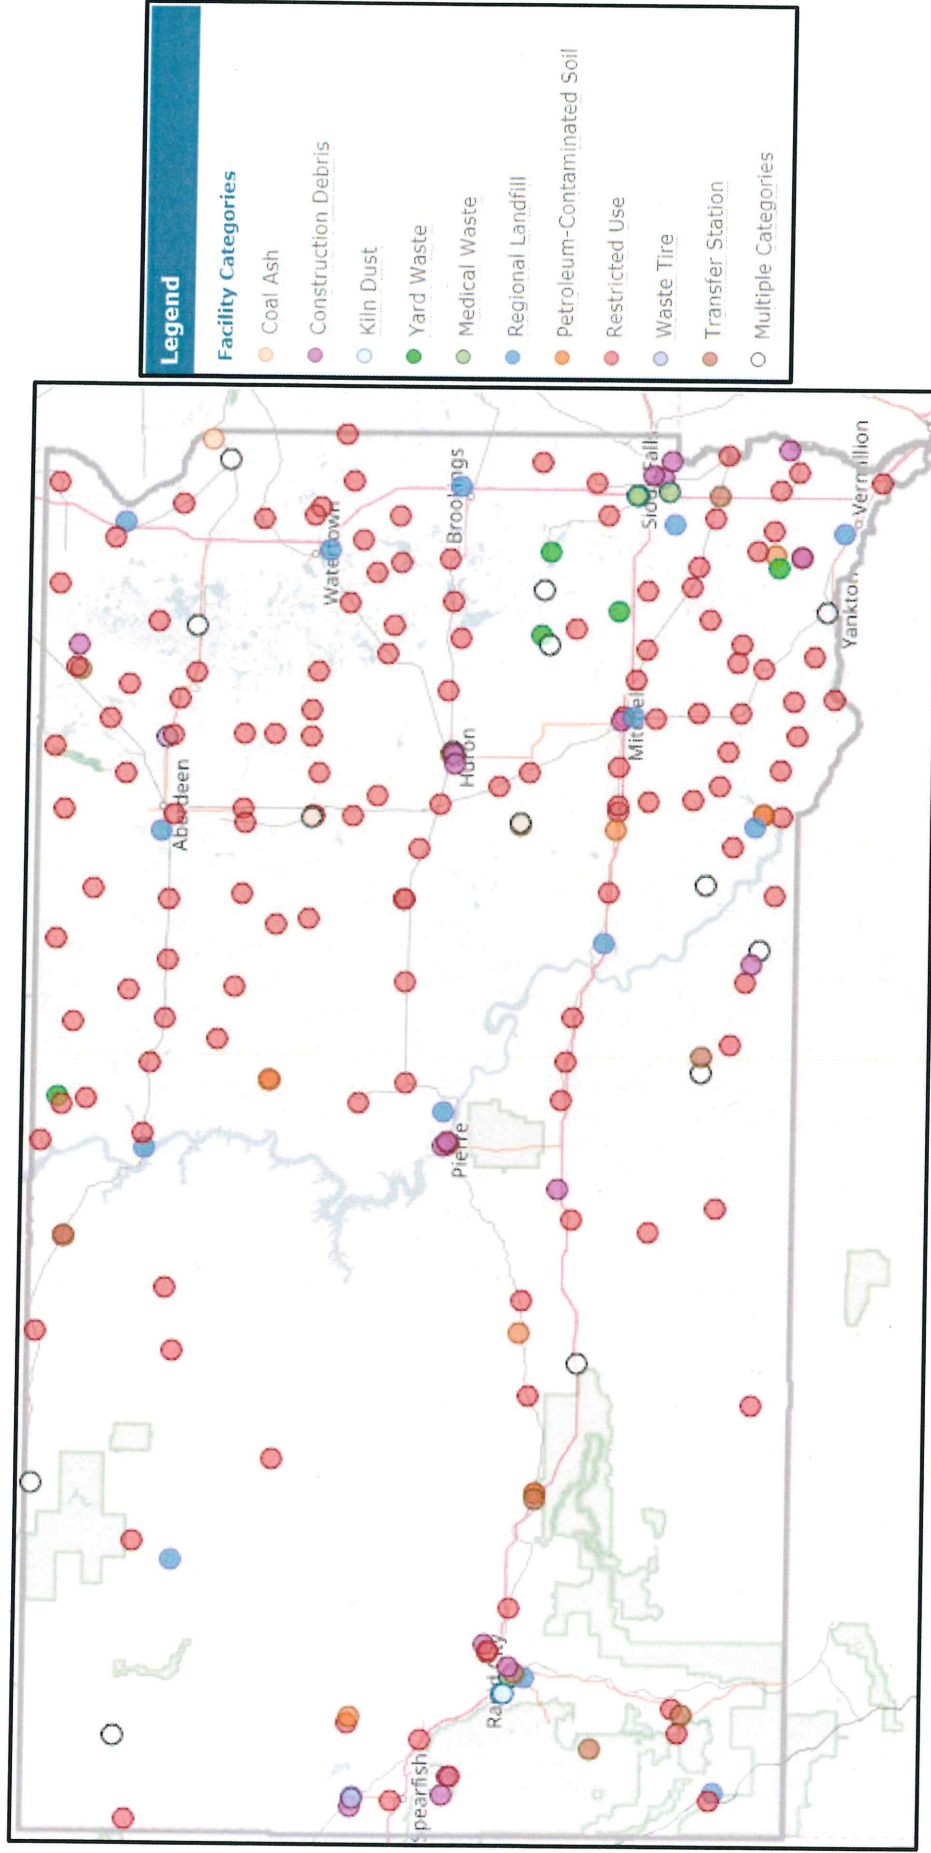 Legend
Facility Categories
Coal Ash
Construction Debris
Kiln Dust
Yard Waste
Medical Waste
Regional Landfill
Petroleum-Contaminated Soil
Restricted Use
Waste Tire
Transfer Station
Multiple Categories
Aberdeen
Watertown
Brookings
Huron
Pierre
Mitchell
Yankton
Vermillion
Spearfish